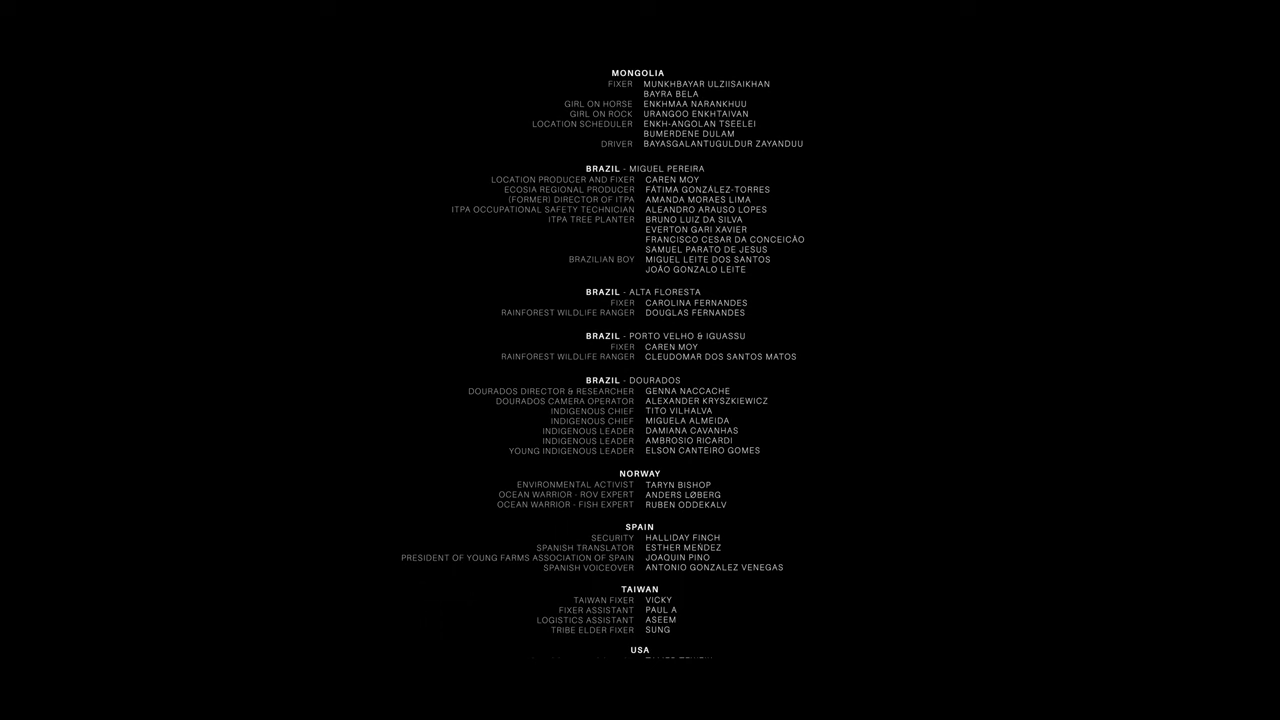 MONGOLIA
FIXER MUNKHBAYAR ULZIISAIKHAN
BAYRA BELA
GIRL ON HORSE ENKHMAA NARANKHUU
GIRL ON ROCK URANGOO ENKHTAIVAN
LOCATION SCHEDULER ENKH-ANGOLAN TSEELEI
BUMERDENE DULAM
DRIVER BAYASGALANTUGULDUR ZAYANDUU
BRAZIL - MIGUEL PEREIRA
LOCATION PRODUCER AND FIXER CAREN MOY
ECOSIA REGIONAL PRODUCER FÁTIMA GONZÁLEZ-TORRES
(FORMER) DIRECTOR OF ITPA AMANDA MORAES LIMA
ITPA OCCUPATIONAL SAFETY TECHNICIAN ALEANDRO ARAUSO LOPES
ITPA TREE PLANTER BRUNO LUIZ DA SILVA
EVERTON GARI XAVIER
FRANCISCO CESAR DA CONCEICÃO
SAMUEL PARATO DE JESUS
BRAZILIAN BOY MIGUEL LEITE DOS SANTOS
JOÃO GONZALO LEITE
BRAZIL - ALTA FLORESTA
FIXER CAROLINA FERNANDES
RAINFOREST WILDLIFE RANGER DOUGLAS FERNANDES
BRAZIL - PORTO VELHO & IGUASSU
FIXER CAREN MOY
RAINFOREST WILDLIFE RANGER CLEUDOMAR DOS SANTOS MATOS
BRAZIL - DOURADOS
DOURADOS DIRECTOR & RESEARCHER GENNA NACCACHE
DOURADOS CAMERA OPERATOR ALEXANDER KRYSZKIEWICZ
INDIGENOUS CHIEF TITO VILHALVA
INDIGENOUS CHIEF MIGUELA ALMEIDA
INDIGENOUS LEADER DAMIANA CAVANHAS
INDIGENOUS LEADER AMBROSIO RICARDI
YOUNG INDIGENOUS LEADER ELSON CANTEIRO GOMES
NORWAY
ENVIRONMENTAL ACTIVIST TARYN BISHOP
OCEAN WARRIOR - ROV EXPERT ANDERS LØBERG
OCEAN WARRIOR - FISH EXPERT RUBEN ODDEKALV
SPAIN
SECURITY HALLIDAY FINCH
SPANISH TRANSLATOR ESTHER MENDEZ
PRESIDENT OF YOUNG FARMS ASSOCIATION OF SPAIN JOAQUIN PINO
SPANISH VOICEOVER ANTONIO GONZALEZ VENEGAS
TAIWAN
TAIWAN FIXER VICKY
FIXER ASSISTANT PAUL A
LOGISTICS ASSISTANT ASEEM
TRIBE ELDER FIXER SUNG
USA